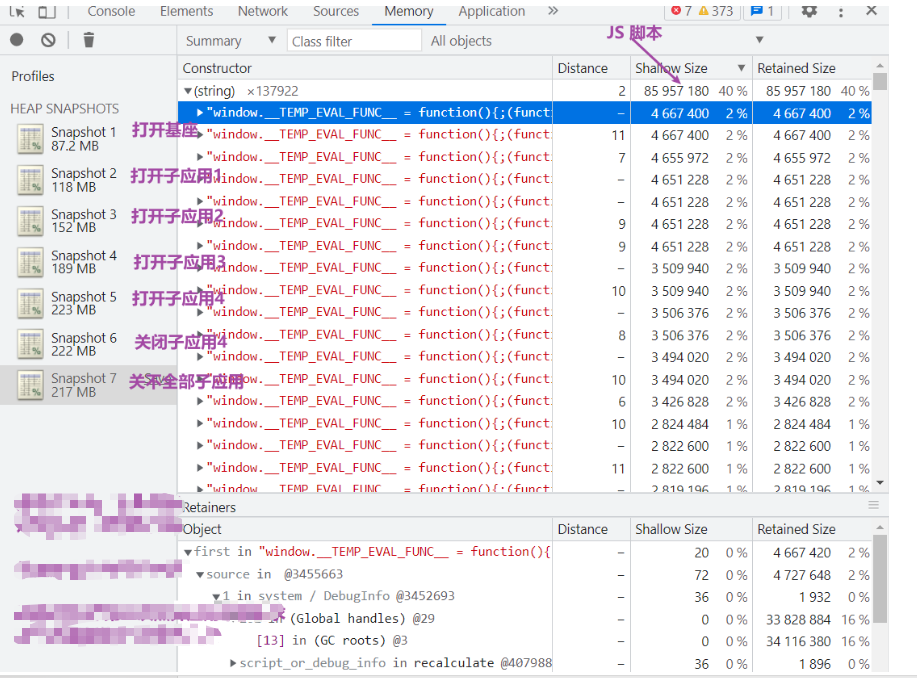 Console Elements Network Sources Memory Application » 7 373 1
Summary ▼ Class filter All objects ▼
JS 脚本
Profiles
HEAP SNAPSHOTS
Snapshot 1
87.2 MB
打开基座
Snapshot 2
118 MB
打开子应用1
Snapshot 3
152 MB
打开子应用2
Snapshot 4
189 MB
打开子应用3
Snapshot 5
223 MB
打开子应用4
Snapshot 6
222 MB
关闭子应用4
Snapshot 7
217 MB
全部子应用
Constructor Distance Shallow Size ▼ Retained Size
▼(string) ×137922 2 85 957 180 40 % 85 957 180 40 %
▶"window.__TEMP_EVAL_FUNC__ = function(){;(funct – 4 667 400 2 % 4 667 400 2 %
▶"window.__TEMP_EVAL_FUNC__ = function(){;(funct 11 4 667 400 2 % 4 667 400 2 %
▶"window.__TEMP_EVAL_FUNC__ = function(){;(funct 7 4 655 972 2 % 4 655 972 2 %
▶"window.__TEMP_EVAL_FUNC__ = function(){;(funct – 4 651 228 2 % 4 651 228 2 %
▶"window.__TEMP_EVAL_FUNC__ = function(){;(funct – 4 651 228 2 % 4 651 228 2 %
▶"window.__TEMP_EVAL_FUNC__ = function(){;(funct 9 4 651 228 2 % 4 651 228 2 %
▶"window.__TEMP_EVAL_FUNC__ = function(){;(funct 9 4 651 228 2 % 4 651 228 2 %
▶"window.__TEMP_EVAL_FUNC__ = function(){;(funct – 3 509 940 2 % 3 509 940 2 %
▶"window.__TEMP_EVAL_FUNC__ = function(){;(funct 10 3 509 940 2 % 3 509 940 2 %
▶"window.__TEMP_EVAL_FUNC__ = function(){;(funct – 3 506 376 2 % 3 506 376 2 %
▶"window.__TEMP_EVAL_FUNC__ = function(){;(funct 8 3 506 376 2 % 3 506 376 2 %
▶"window.__TEMP_EVAL_FUNC__ = function(){;(funct – 3 494 020 2 % 3 494 020 2 %
▶"window.__TEMP_EVAL_FUNC__ = function(){;(funct 10 3 494 020 2 % 3 494 020 2 %
▶"window.__TEMP_EVAL_FUNC__ = function(){;(funct 6 3 426 828 2 % 3 426 828 2 %
▶"window.__TEMP_EVAL_FUNC__ = function(){;(funct 10 2 824 484 1 % 2 824 484 1 %
▶"window.__TEMP_EVAL_FUNC__ = function(){;(funct – 2 822 600 1 % 2 822 600 1 %
▶"window.__TEMP_EVAL_FUNC__ = function(){;(funct 11 2 822 600 1 % 2 822 600 1 %
▶"window.__TEMP_EVAL_FUNC__ = function(){;(funct – 2 819 196 1 % 2 819 196 1 %
Retainers
Object Distance Shallow Size Retained Size
▼first in "window.__TEMP_EVAL_FUNC__ = function(){ – 20 0 % 4 667 420 2 %
▼source in @3455663 – 72 0 % 4 727 648 2 %
▼1 in system / DebugInfo @3452693 – 36 0 % 1 932 0 %
(Global handles) @29 – 0 0 % 33 828 884 16 %
[13] in (GC roots) @3 – 0 0 % 34 116 380 16 %
▶script_or_debug_info in recalculate @407988 – 36 0 % 1 896 0 %